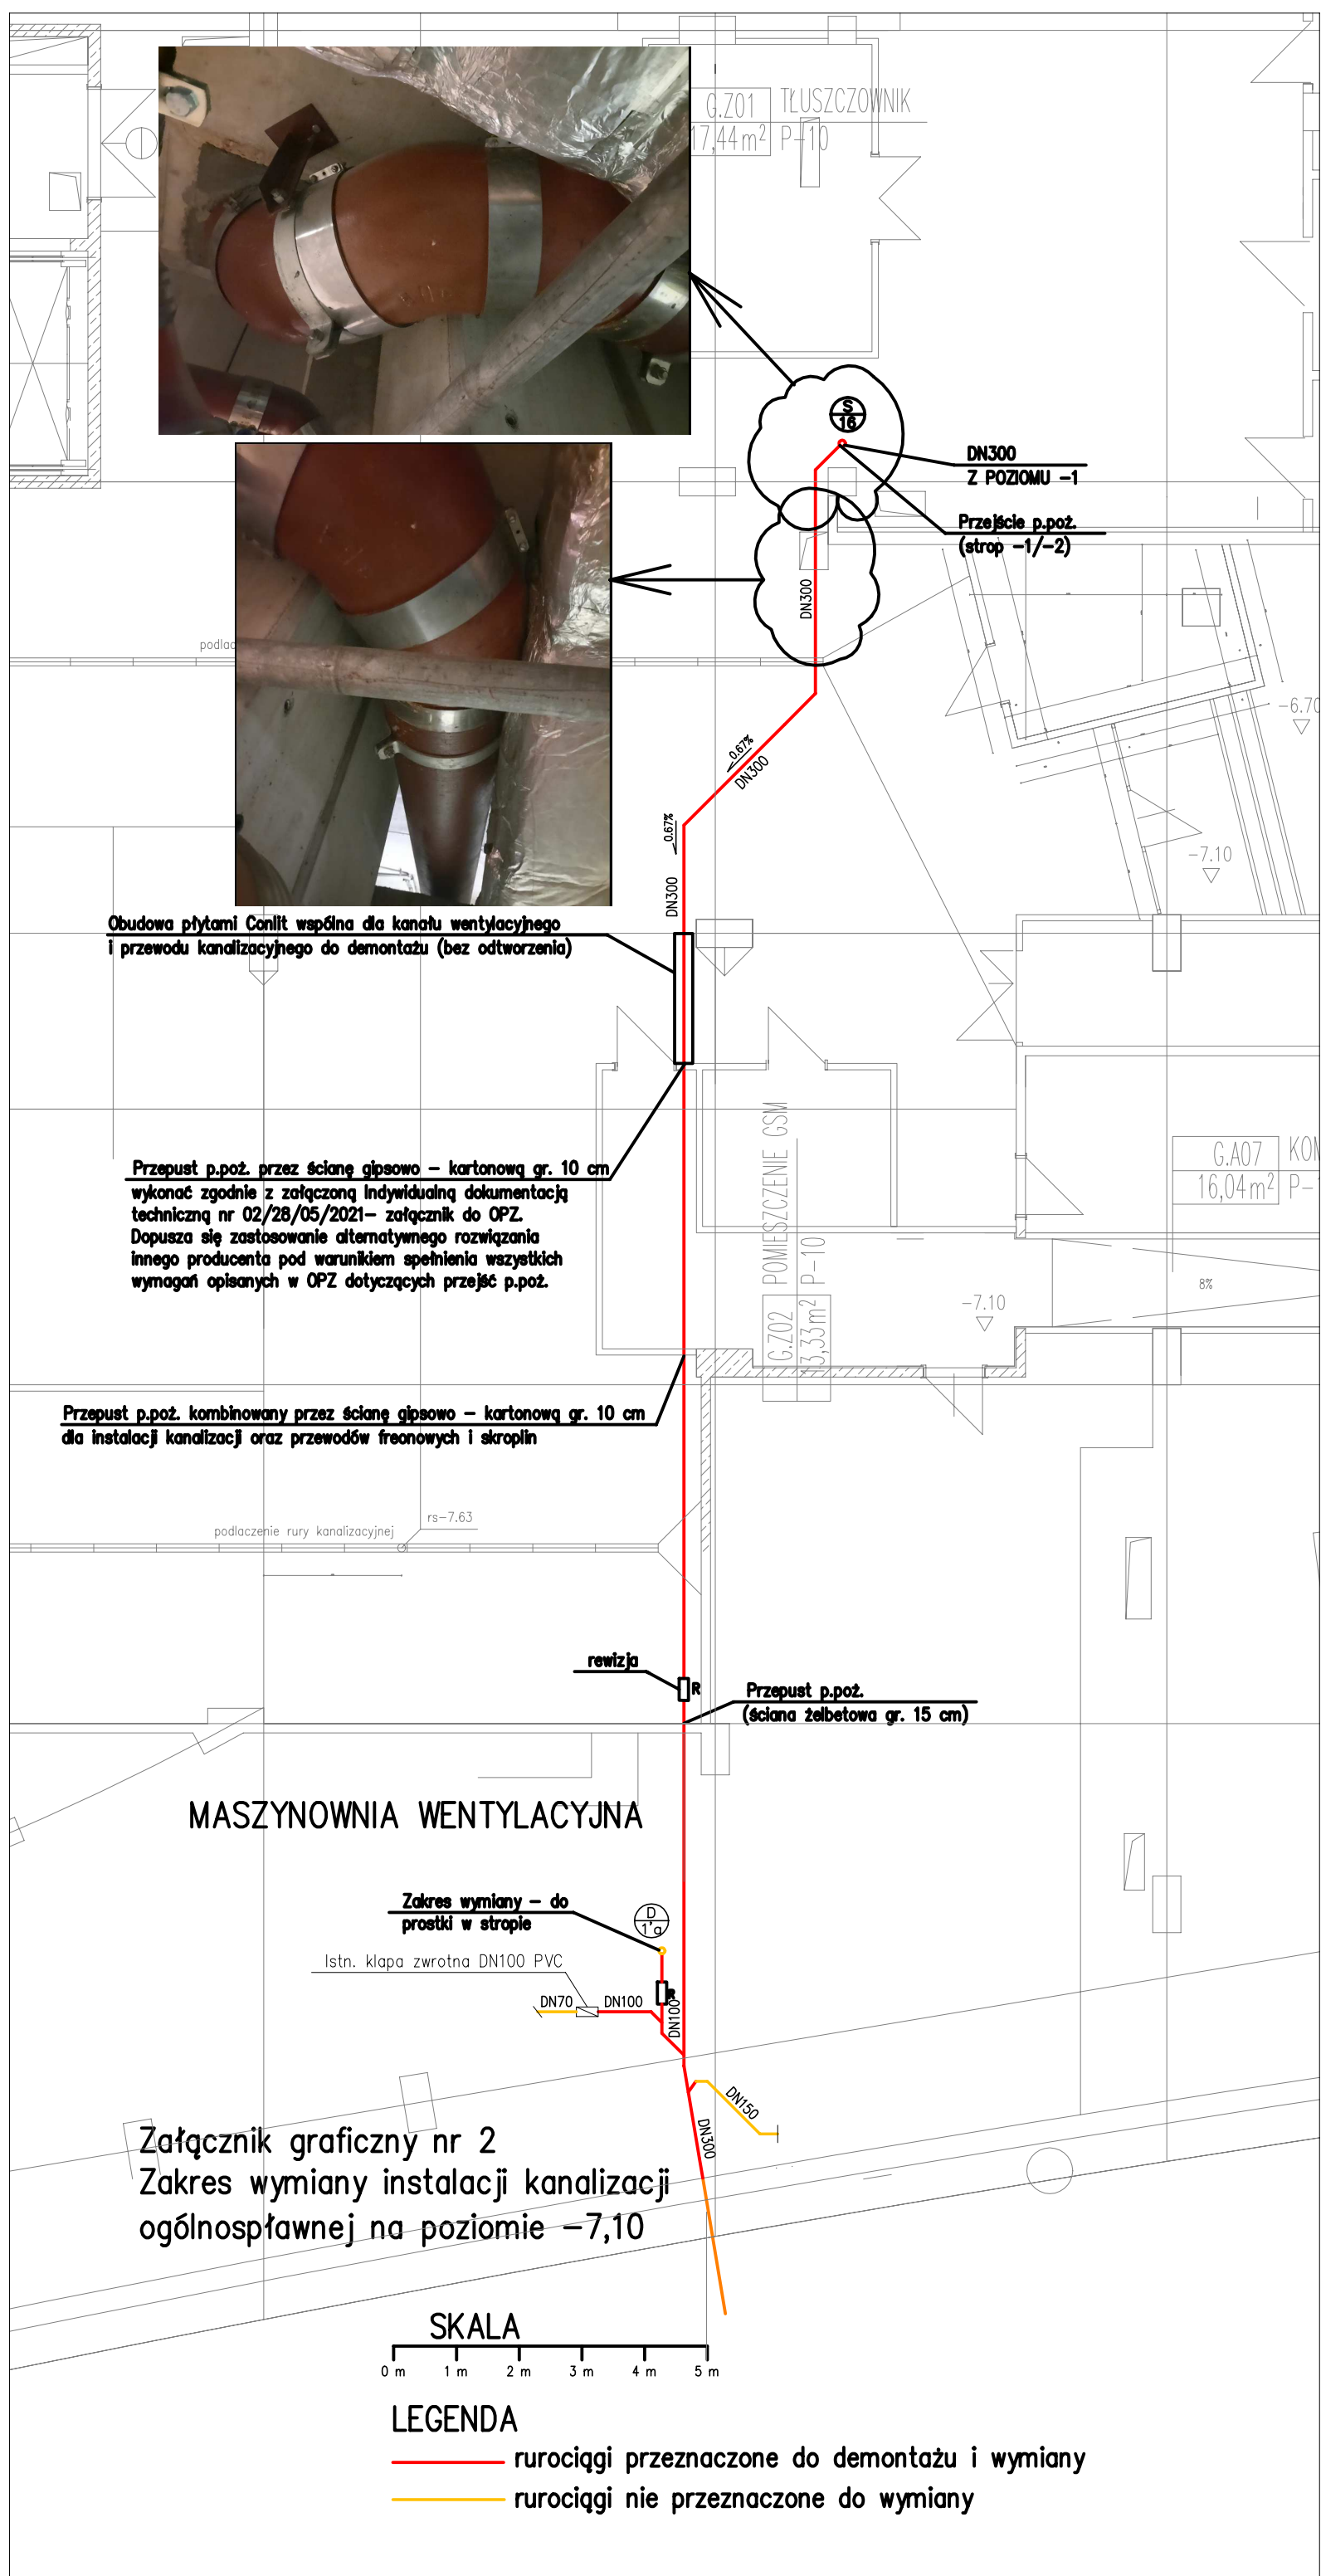 G.Z01 TŁUSZCZOWNIK
17,44m² P-10
S
16
DN300
Z POZIOMU -1
Przejście p.poż.
(strop -1/-2)
DN300
-6.70
0.67%
DN300
0.67%
DN300
-7.10
Obudowa płytami Conlit wspólna dla kanału wentylacyjnego
i przewodu kanalizacyjnego do demontażu (bez odtworzenia)
Przepust p.poż. przez ścianę gipsowo - kartonową gr. 10 cm
wykonać zgodnie z załączoną Indywidualną dokumentacją
techniczną nr 02/28/05/2021- załącznik do OPZ.
Dopusza się zastosowanie alternatywnego rozwiązania
innego producenta pod warunikiem spełnienia wszystkich
wymagań opisanych w OPZ dotyczących przejść p.poż.
G.Z02 POMIESZCZENIE GSM
13,33m² P-10
G.A07
16,04m²
8%
-7.10
Przepust p.poż. kombinowany przez ścianę gipsowo - kartonową gr. 10 cm
dla instalacji kanalizacji oraz przewodów freonowych i skroplin
rs-7.63
podlaczenie rury kanalizacyjnej
rewizja
R
Przepust p.poż.
(ściana żelbetowa gr. 15 cm)
MASZYNOWNIA WENTYLACYJNA
Zakres wymiany - do
prostki w stropie
D
1'a
Istn. klapa zwrotna DN100 PVC
DN70
DN100
R
DN100
DN150
DN300
Załącznik graficzny nr 2
Zakres wymiany instalacji kanalizacji
ogólnospławnej na poziomie -7,10
SKALA
0 m 1 m 2 m 3 m 4 m 5 m
LEGENDA
rurociągi przeznaczone do demontażu i wymiany
rurociągi nie przeznaczone do wymiany